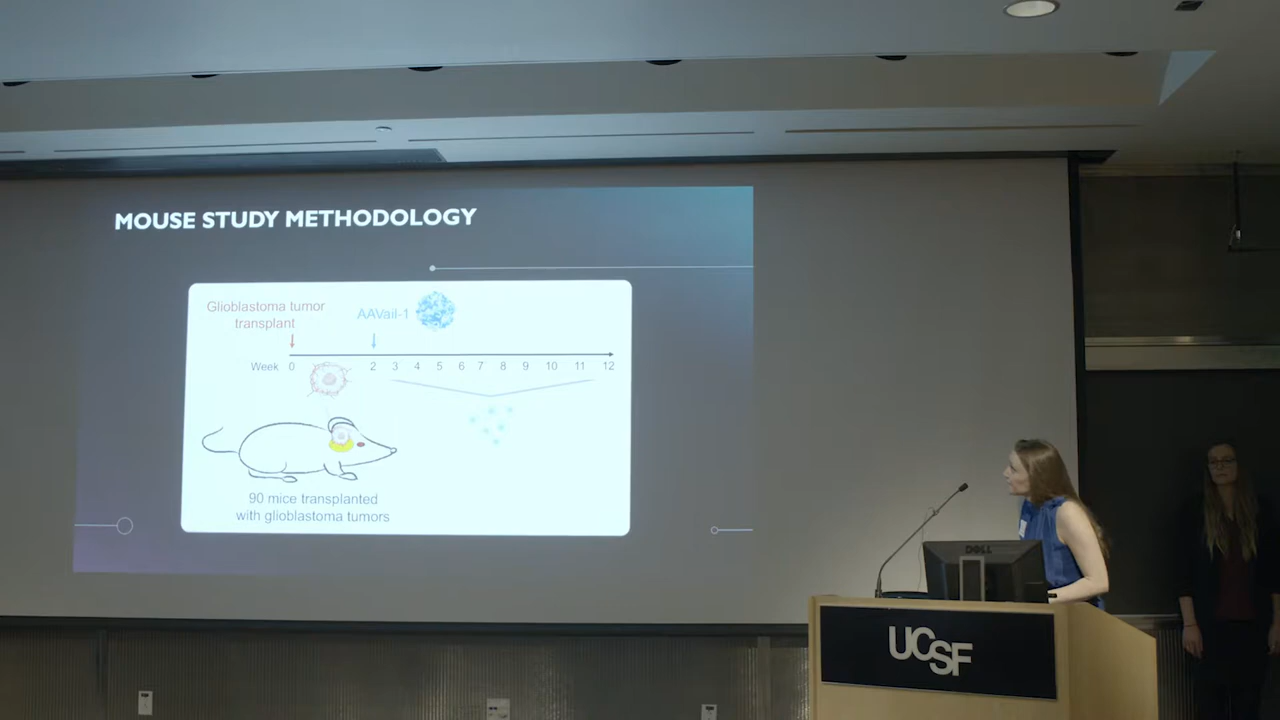 MOUSE STUDY METHODOLOGY
Glioblastoma tumor
transplant
AAVail-1
Week 0 2 3 4 5 6 7 8 9 10 11 12
90 mice transplanted
with glioblastoma tumors
DELL
UCSF